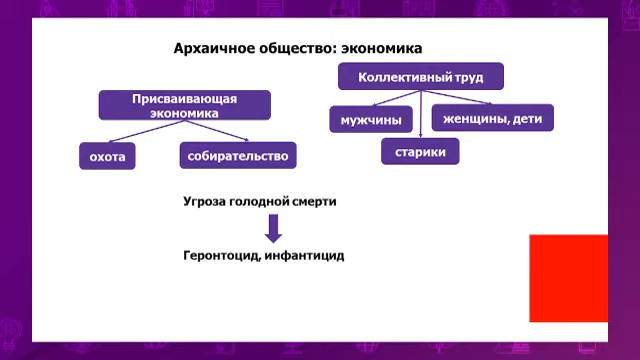 Архаичное общество: экономика
Присваивающая
экономика
охота
собирательство
Коллективный труд
мужчины
женщины, дети
старики
Угроза голодной смерти
Геронтоцид, инфантицид